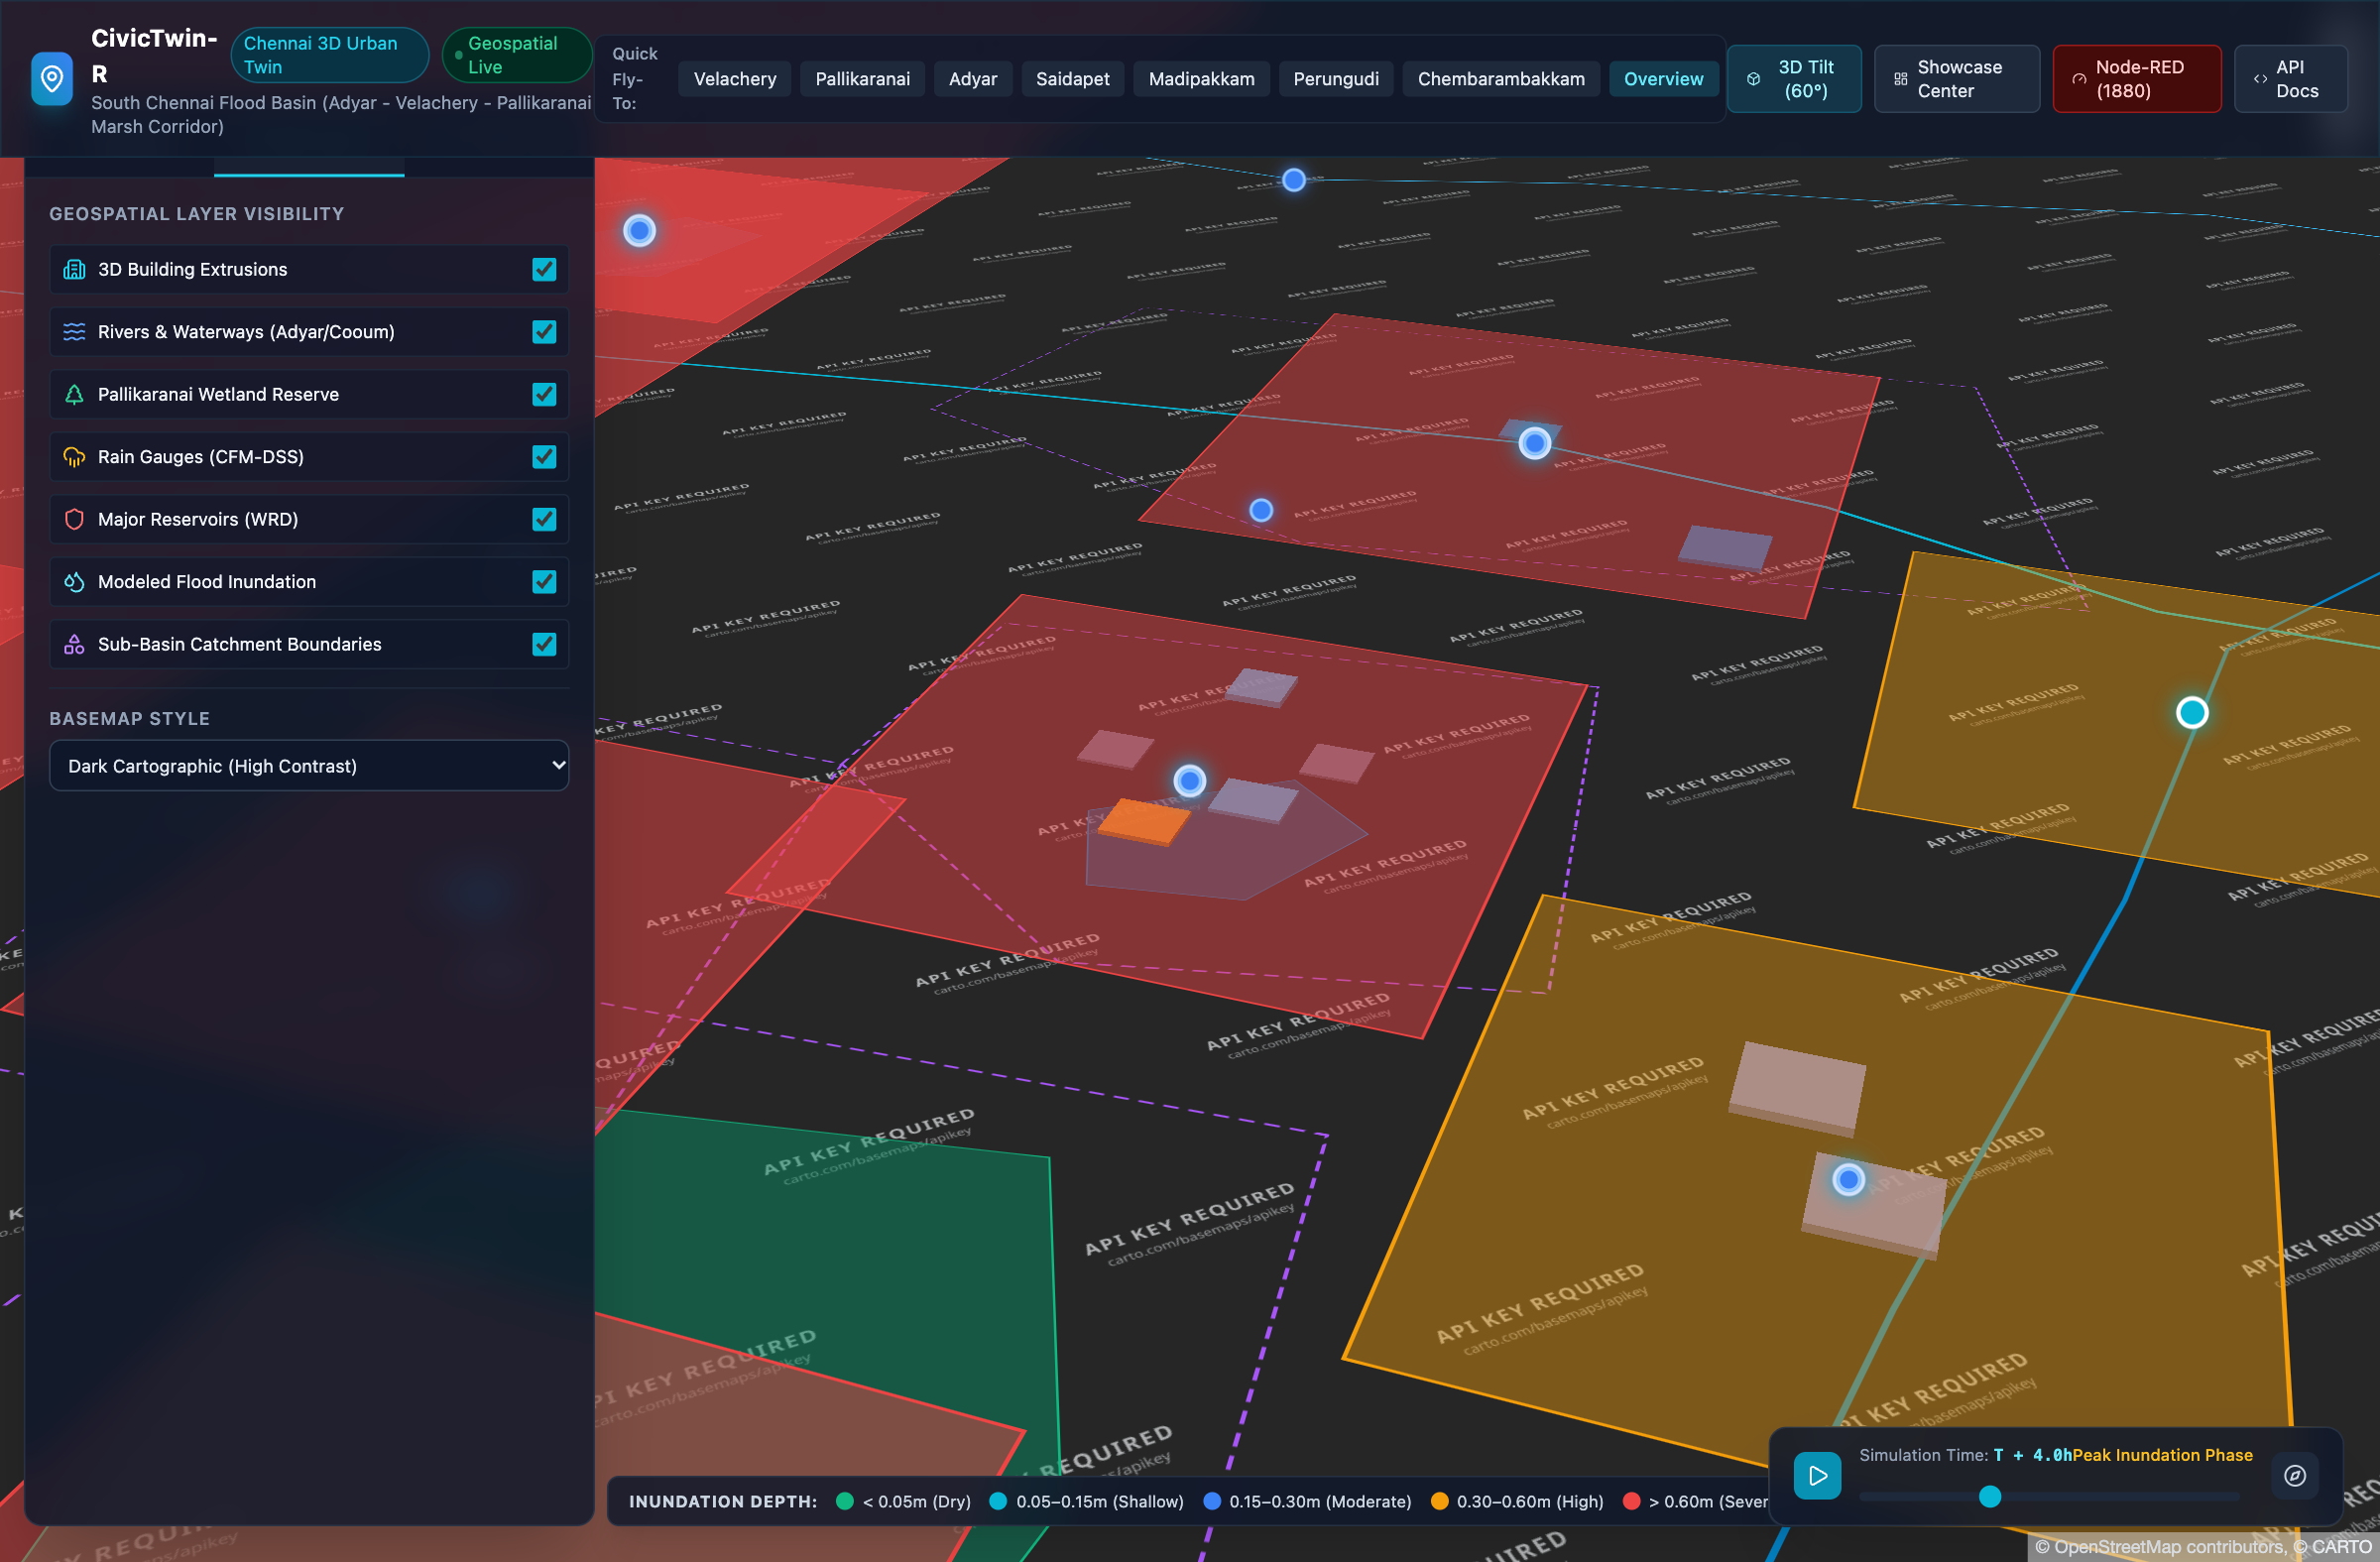 CivicTwin-
R
Chennai 3D Urban
Twin
Geospatial
Live
South Chennai Flood Basin (Adyar - Velachery - Pallikaranai
Marsh Corridor)
Quick
Fly-
To:
Velachery
Pallikaranai
Adyar
Saidapet
Madipakkam
Perungudi
Chembarambakkam
Overview
3D Tilt
(60°)
Showcase
Center
Node-RED
(1880)
API
Docs
GEOSPATIAL LAYER VISIBILITY
3D Building Extrusions
Rivers & Waterways (Adyar/Cooum)
Pallikaranai Wetland Reserve
Rain Gauges (CFM-DSS)
Major Reservoirs (WRD)
Modeled Flood Inundation
Sub-Basin Catchment Boundaries
BASEMAP STYLE
Dark Cartographic (High Contrast)
API KEY REQUIRED
carto.com/basemaps/apikey
Simulation Time: T + 4.0hPeak Inundation Phase
INUNDATION DEPTH:
< 0.05m (Dry)
0.05–0.15m (Shallow)
0.15–0.30m (Moderate)
0.30–0.60m (High)
> 0.60m (Sever
© OpenStreetMap contributors, © CARTO